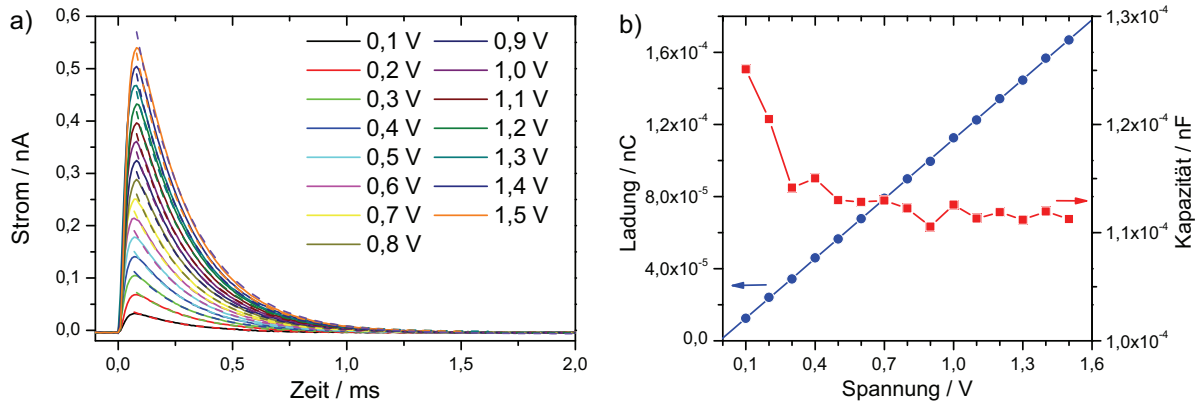 a)
Strom / nA
0,6
0,5
0,4
0,3
0,2
0,1
0,0
0,0 0,5 1,0 1,5 2,0
Zeit / ms
0,1 V 0,9 V
0,2 V 1,0 V
0,3 V 1,1 V
0,4 V 1,2 V
0,5 V 1,3 V
0,6 V 1,4 V
0,7 V 1,5 V
0,8 V
b)
Ladung / nC
1,6x10⁻⁴
1,2x10⁻⁴
8,0x10⁻⁵
4,0x10⁻⁵
0,0
0,1 0,4 0,7 1,0 1,3 1,6
Spannung / V
1,3x10⁻⁴
1,2x10⁻⁴
1,1x10⁻⁴
1,0x10⁻⁴
Kapazität / nF